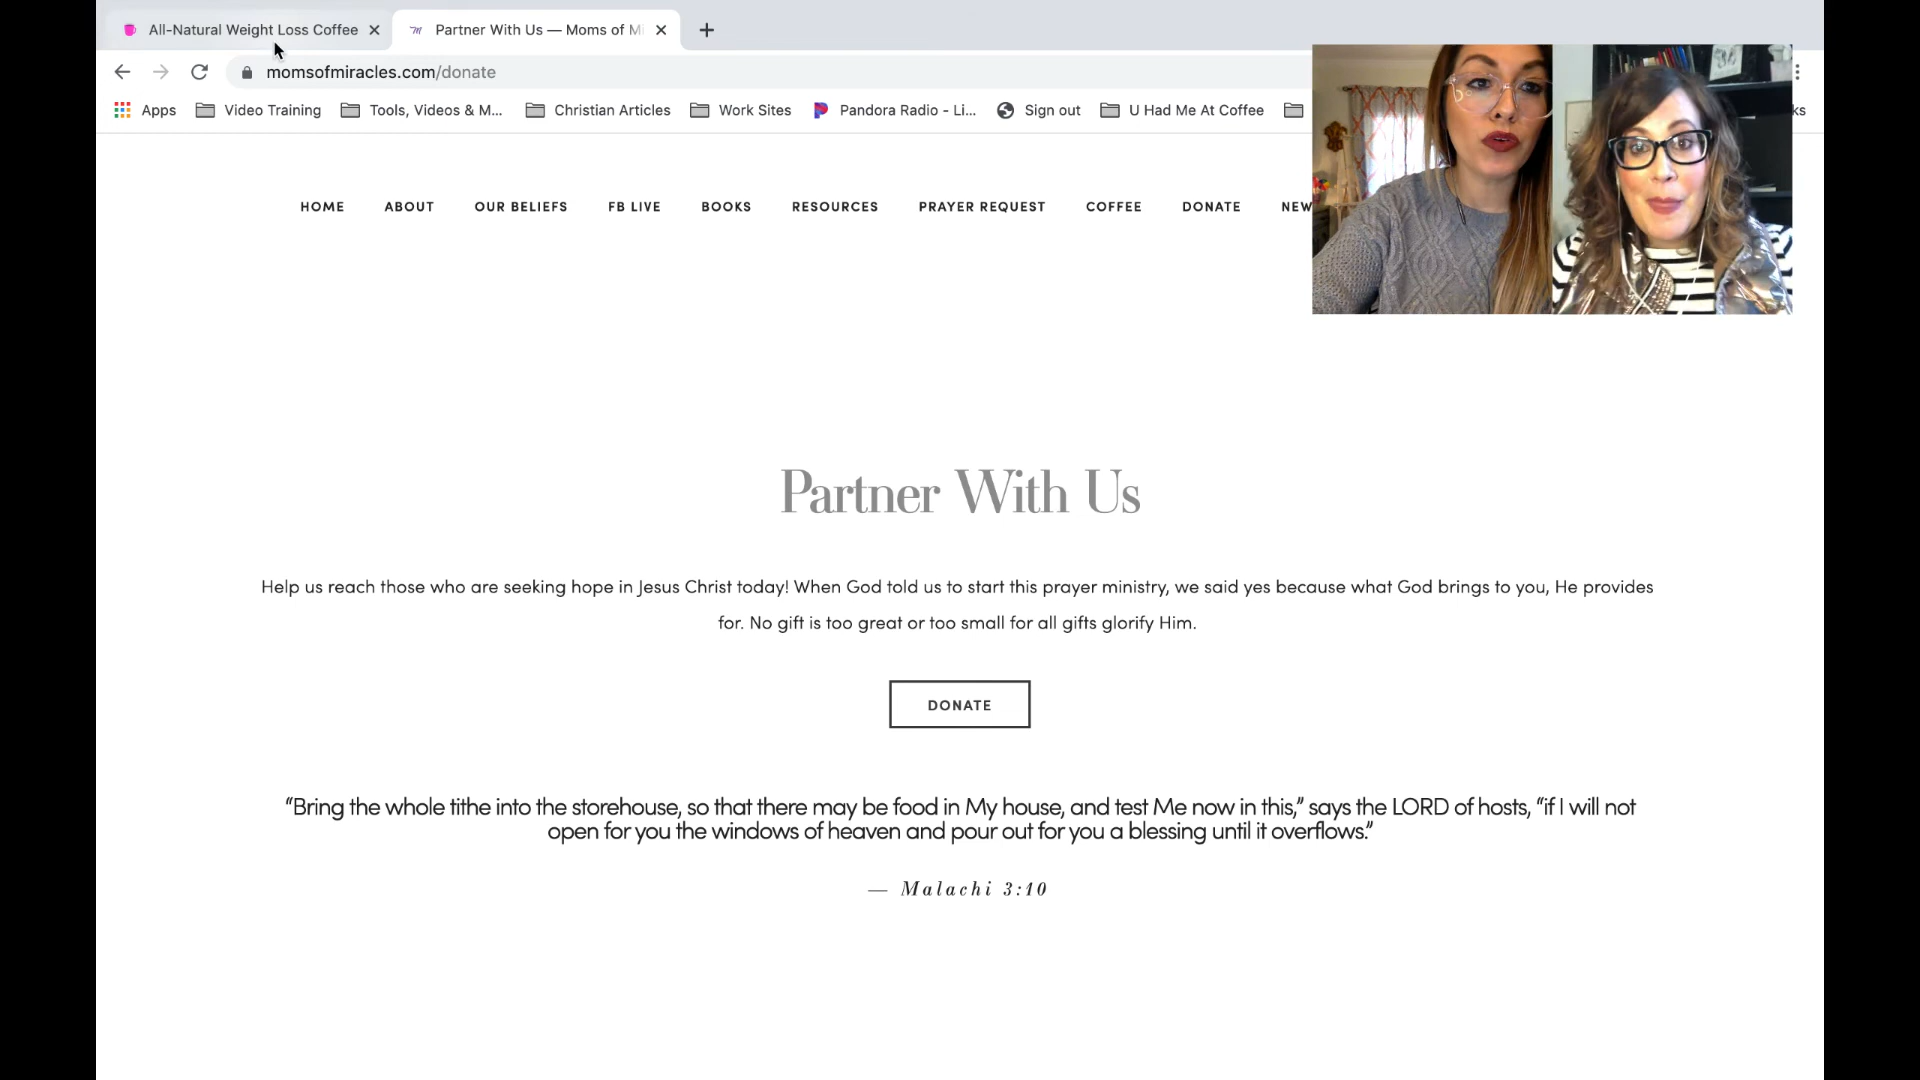 All-Natural Weight Loss Coffee
Partner With Us — Moms of M
momsofmiracles.com/donate
Apps Video Training Tools, Videos & M... Christian Articles Work Sites Pandora Radio - Li... Sign out U Had Me At Coffee ks
HOME ABOUT OUR BELIEFS FB LIVE BOOKS RESOURCES PRAYER REQUEST COFFEE DONATE NEW
Partner With Us
Help us reach those who are seeking hope in Jesus Christ today! When God told us to start this prayer ministry, we said yes because what God brings to you, He provides
for. No gift is too great or too small for all gifts glorify Him.
DONATE
“Bring the whole tithe into the storehouse, so that there may be food in My house, and test Me now in this,” says the LORD of hosts, “if I will not
open for you the windows of heaven and pour out for you a blessing until it overflows.”
— Malachi 3:10